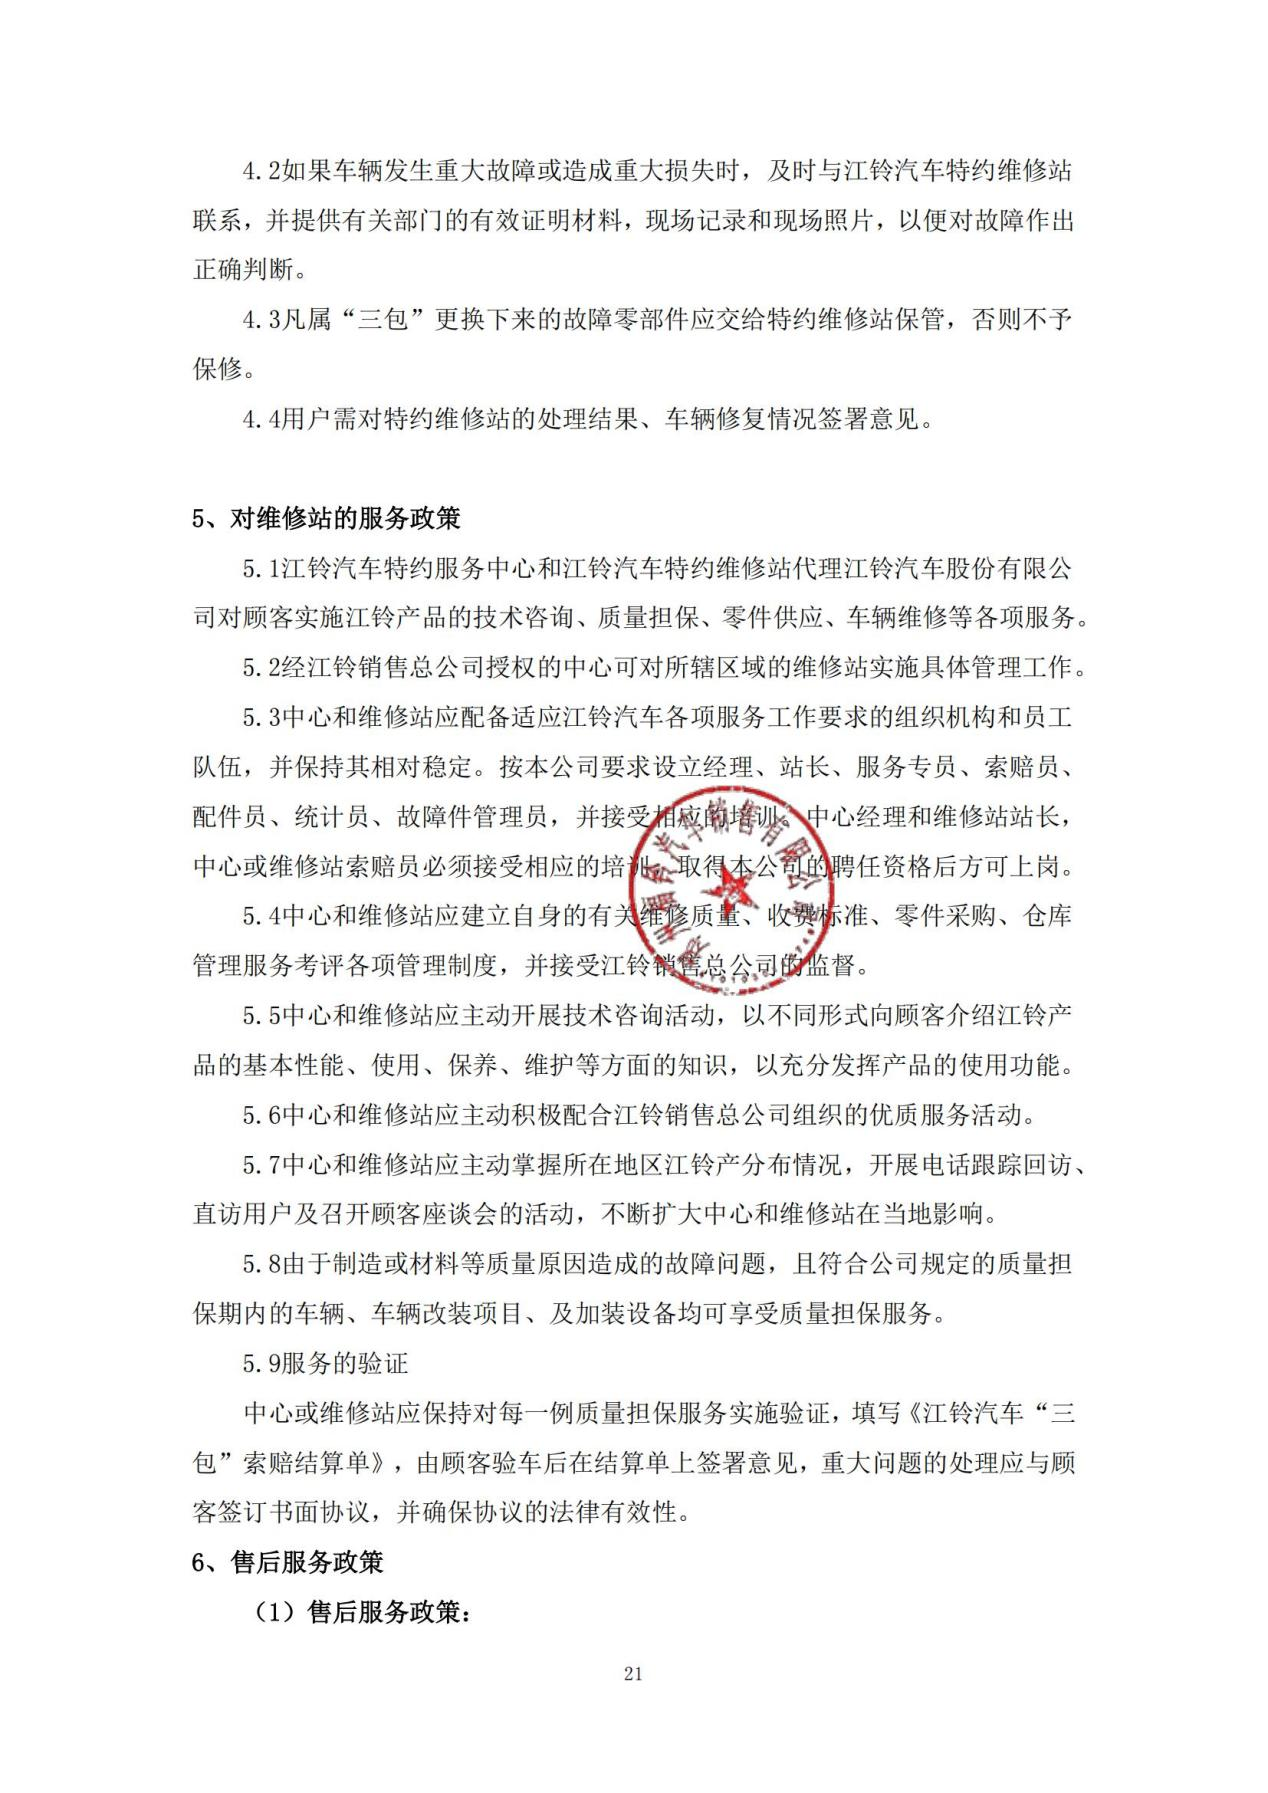 4.2如果车辆发生重大故障或造成重大损失时，及时与江铃汽车特约维修站
联系，并提供有关部门的有效证明材料，现场记录和现场照片，以便对故障作出
正确判断。
4.3凡属“三包”更换下来的故障零部件应交给特约维修站保管，否则不予
保修。
4.4用户需对特约维修站的处理结果、车辆修复情况签署意见。
5、对维修站的服务政策
5.1江铃汽车特约服务中心和江铃汽车特约维修站代理江铃汽车股份有限公
司对顾客实施江铃产品的技术咨询、质量担保、零件供应、车辆维修等各项服务。
5.2经江铃销售总公司授权的中心可对所辖区域的维修站实施具体管理工作。
5.3中心和维修站应配备适应江铃汽车各项服务工作要求的组织机构和员工
队伍，并保持其相对稳定。按本公司要求设立经理、站长、服务专员、索赔员、
配件员、统计员、故障件管理员，并接受相应的培训。中心经理和维修站站长，
中心或维修站索赔员必须接受相应的培训，取得本公司的聘任资格后方可上岗。
5.4中心和维修站应建立自身的有关维修质量、收费标准、零件采购、仓库
管理服务考评各项管理制度，并接受江铃销售总公司的监督。
汽车销售有限公司
5.5中心和维修站应主动开展技术咨询活动，以不同形式向顾客介绍江铃产
品的基本性能、使用、保养、维护等方面的知识，以充分发挥产品的使用功能。
5.6中心和维修站应主动积极配合江铃销售总公司组织的优质服务活动。
5.7中心和维修站应主动掌握所在地区江铃产分布情况，开展电话跟踪回访、
直访用户及召开顾客座谈会的活动，不断扩大中心和维修站在当地影响。
5.8由于制造或材料等质量原因造成的故障问题，且符合公司规定的质量担
保期内的车辆、车辆改装项目、及加装设备均可享受质量担保服务。
5.9服务的验证
中心或维修站应保持对每一例质量担保服务实施验证，填写《江铃汽车“三
包”索赔结算单》，由顾客验车后在结算单上签署意见，重大问题的处理应与顾
客签订书面协议，并确保协议的法律有效性。
6、售后服务政策
（1）售后服务政策：
21